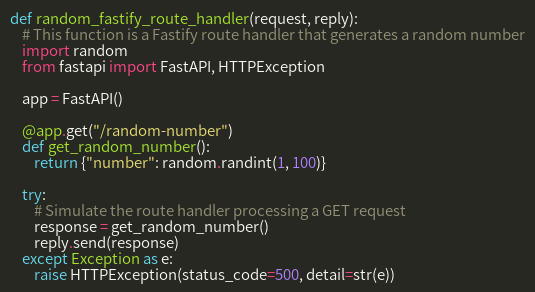 def random_fastify_route_handler(request, reply):
    # This function is a Fastify route handler that generates a random number
    import random
    from fastapi import FastAPI, HTTPException

    app = FastAPI()

    @app.get("/random-number")
    def get_random_number():
        return {"number": random.randint(1, 100)}

    try:
        # Simulate the route handler processing a GET request
        response = get_random_number()
        reply.send(response)
    except Exception as e:
        raise HTTPException(status_code=500, detail=str(e))